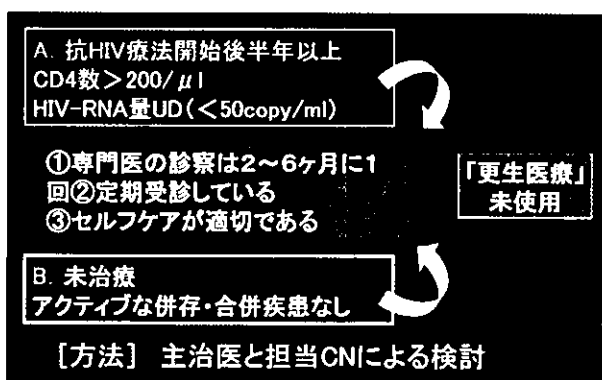 A. 抗HIV療法開始後半年以上
CD4数＞200/μl
HIV-RNA量UD(＜50copy/ml)
①専門医の診察は2～6ヶ月に1
回②定期受診している
③セルフケアが適切である
「更生医療」
未使用
B. 未治療
アクティブな併存・合併疾患なし
[方法] 主治医と担当CNによる検討